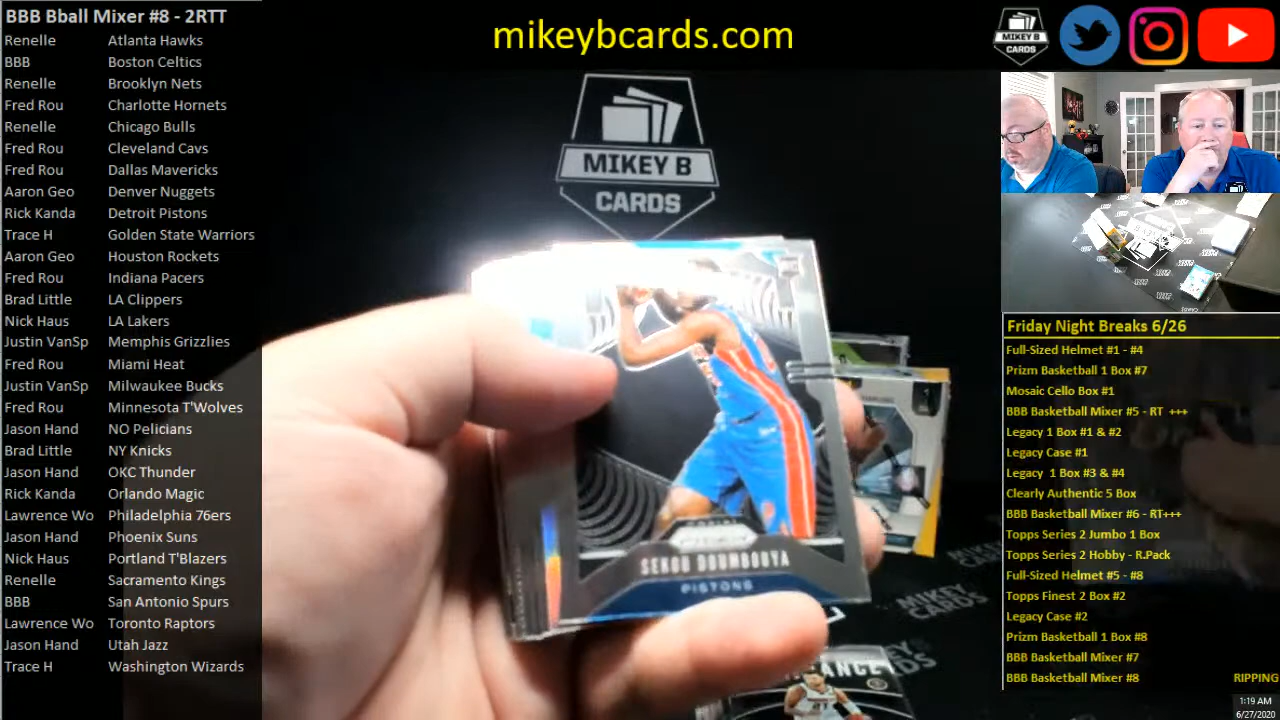 BBB Bball Mixer #8 - 2RTT
Renelle Atlanta Hawks
BBB Boston Celtics
Renelle Brooklyn Nets
Fred Rou Charlotte Hornets
Renelle Chicago Bulls
Fred Rou Cleveland Cavs
Fred Rou Dallas Mavericks
Aaron Geo Denver Nuggets
Rick Kanda Detroit Pistons
Trace H Golden State Warriors
Aaron Geo Houston Rockets
Fred Rou Indiana Pacers
Brad Little LA Clippers
Nick Haus LA Lakers
Justin VanSp Memphis Grizzlies
Fred Rou Miami Heat
Justin VanSp Milwaukee Bucks
Fred Rou Minnesota T'Wolves
Jason Hand NO Pelicians
Brad Little NY Knicks
Jason Hand OKC Thunder
Rick Kanda Orlando Magic
Lawrence Wo Philadelphia 76ers
Jason Hand Phoenix Suns
Nick Haus Portland T'Blazers
Renelle Sacramento Kings
BBB San Antonio Spurs
Lawrence Wo Toronto Raptors
Jason Hand Utah Jazz
Trace H Washington Wizards
mikeybcards.com
MIKEY B
CARDS
SEKOU DOUMBOUYA
PISTONS
MIKEY B
CARDS
Friday Night Breaks 6/26
Full-Sized Helmet #1 - #4
Prizm Basketball 1 Box #7
Mosaic Cello Box #1
BBB Basketball Mixer #5 - RT +++
Legacy 1 Box #1 & #2
Legacy Case #1
Legacy 1 Box #3 & #4
Clearly Authentic 5 Box
BBB Basketball Mixer #6 - RT+++
Topps Series 2 Jumbo 1 Box
Topps Series 2 Hobby - R.Pack
Full-Sized Helmet #5 - #8
Topps Finest 2 Box #2
Legacy Case #2
Prizm Basketball 1 Box #8
BBB Basketball Mixer #7
BBB Basketball Mixer #8 RIPPING
1:19 AM
6/27/2020